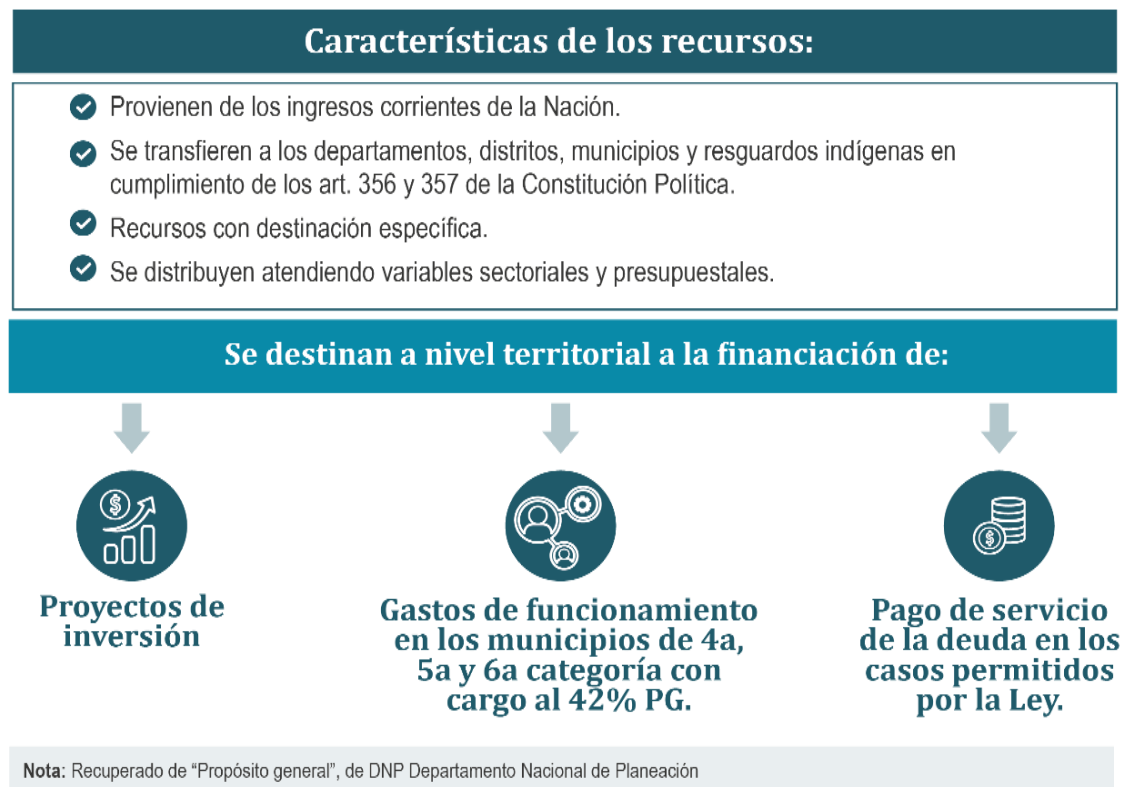 Características de los recursos:
Provienen de los ingresos corrientes de la Nación.
Se transfieren a los departamentos, distritos, municipios y resguardos indígenas en
cumplimiento de los art. 356 y 357 de la Constitución Política.
Recursos con destinación específica.
Se distribuyen atendiendo variables sectoriales y presupuestales.
Se destinan a nivel territorial a la financiación de:
$
Proyectos de
inversión
Gastos de funcionamiento
en los municipios de 4a,
5a y 6a categoría con
cargo al 42% PG.
$
Pago de servicio
de la deuda en los
casos permitidos
por la Ley.
Nota: Recuperado de “Propósito general”, de DNP Departamento Nacional de Planeación